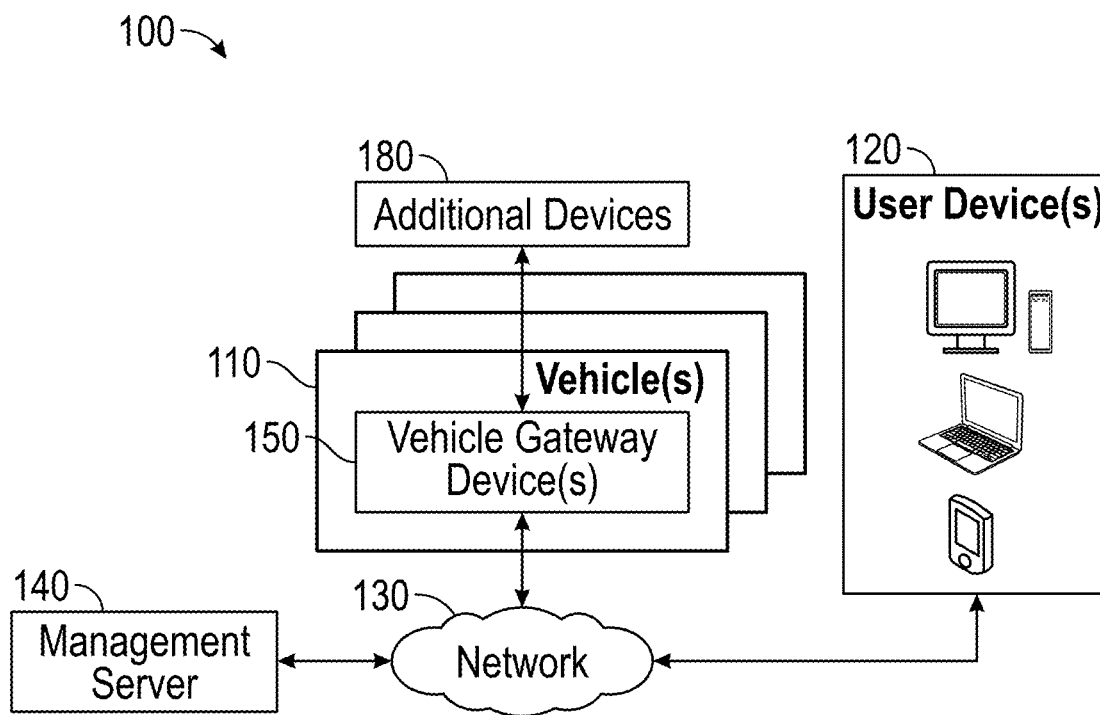 100
180
Additional Devices
120
User Device(s)
110
Vehicle(s)
150
Vehicle Gateway
Device(s)
140
Management
Server
130
Network